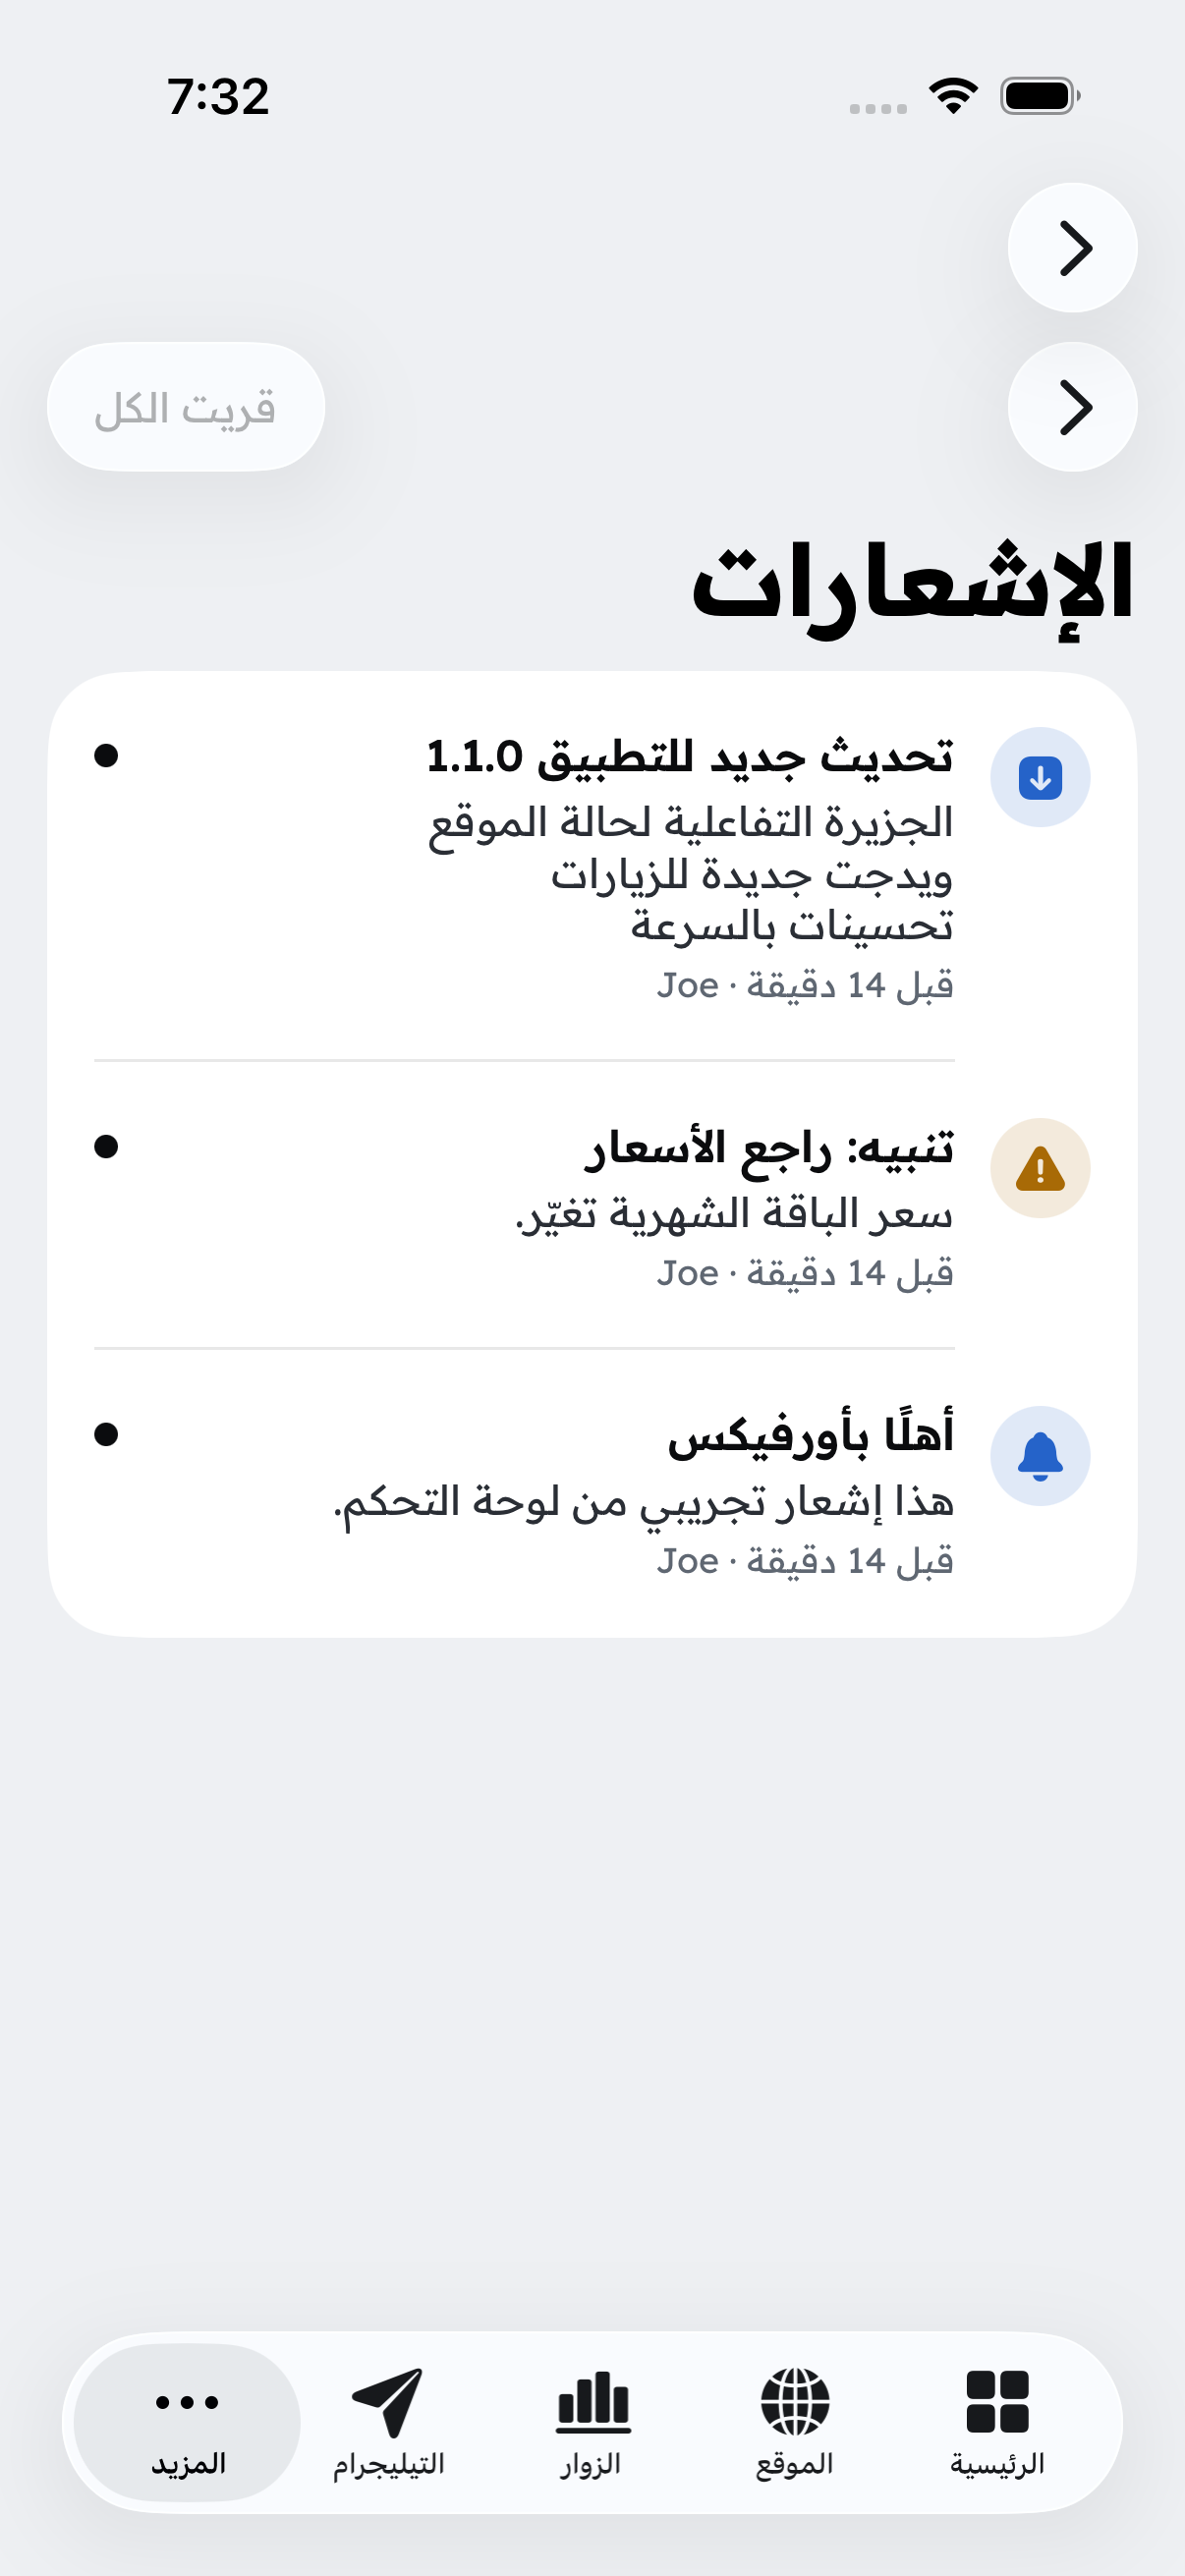 7:32
قريت الكل
الإشعارات
تحديث جديد للتطبيق 1.1.0
الجزيرة التفاعلية لحالة الموقع
ويدجت جديدة للزيارات
تحسينات بالسرعة
قبل 14 دقيقة · Joe
تنبيه: راجع الأسعار
سعر الباقة الشهرية تغيّر.
قبل 14 دقيقة · Joe
أهلًا بأورفيكس
هذا إشعار تجريبي من لوحة التحكم.
قبل 14 دقيقة · Joe
الرئيسية
الموقع
الزوار
التيليجرام
المزيد